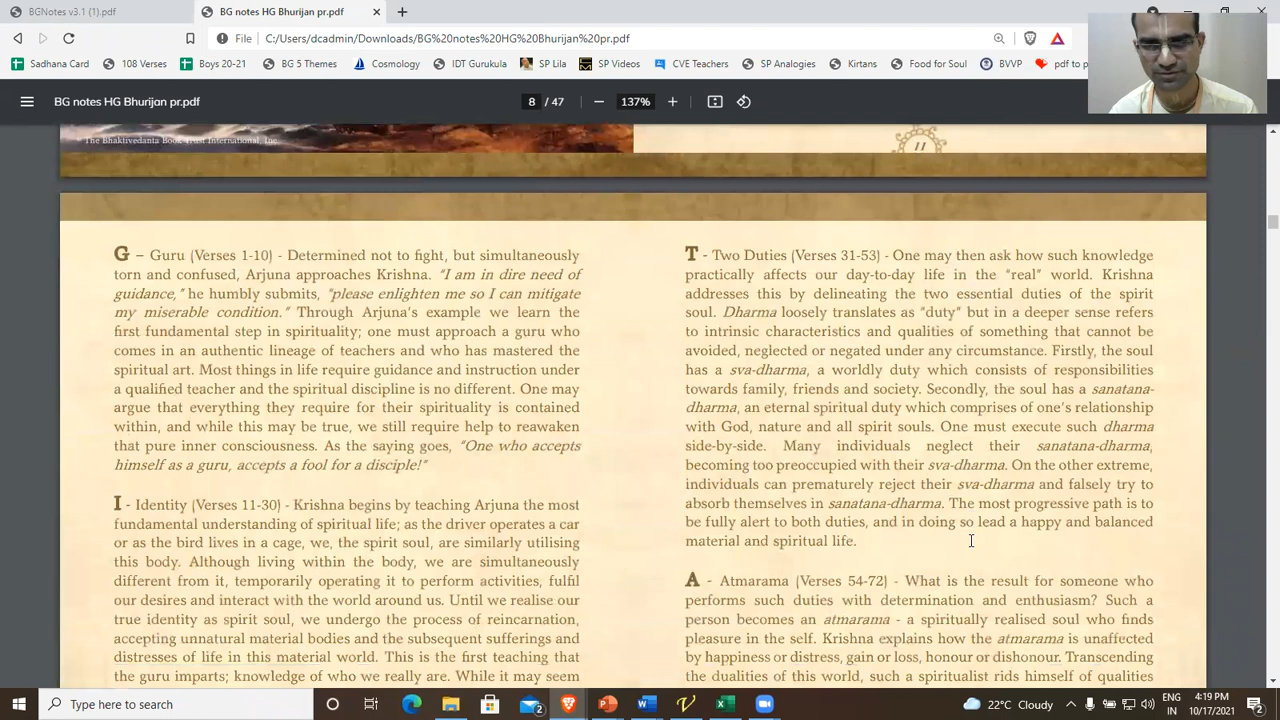 BGNotes v3.1 (1).pdf
BG notes HG Bhurijan pr.pdf
File
C:/Users/dcadmin/Downloads/BG%20notes%20HG%20Bhurijan%20pr.pdf
Sadhana Card
108 Verses
Boys 20-21
BG 5 Themes
Cosmology
IDT Gurukula
SP Lila
SP Videos
CVE Teachers
SP Analogies
Kirtans
Food for Soul
BVVP
pdf to p
BG notes HG Bhurijan pr.pdf
8 / 47
137%
The Bhaktivedanta Book Trust International, Inc.
11
G – Guru (Verses 1-10) - Determined not to fight, but simultaneously
torn and confused, Arjuna approaches Krishna. “I am in dire need of
guidance,” he humbly submits, “please enlighten me so I can mitigate
my miserable condition.” Through Arjuna’s example we learn the
first fundamental step in spirituality; one must approach a guru who
comes in an authentic lineage of teachers and who has mastered the
spiritual art. Most things in life require guidance and instruction under
a qualified teacher and the spiritual discipline is no different. One may
argue that everything they require for their spirituality is contained
within, and while this may be true, we still require help to reawaken
that pure inner consciousness. As the saying goes, “One who accepts
himself as a guru, accepts a fool for a disciple!”
I - Identity (Verses 11-30) - Krishna begins by teaching Arjuna the most
fundamental understanding of spiritual life; as the driver operates a car
or as the bird lives in a cage, we, the spirit soul, are similarly utilising
this body. Although living within the body, we are simultaneously
different from it, temporarily operating it to perform activities, fulfil
our desires and interact with the world around us. Until we realise our
true identity as spirit soul, we undergo the process of reincarnation,
accepting unnatural material bodies and the subsequent sufferings and
distresses of life in this material world. This is the first teaching that
the guru imparts; knowledge of who we really are. While it may seem
T - Two Duties (Verses 31-53) - One may then ask how such knowledge
practically affects our day-to-day life in the “real” world. Krishna
addresses this by delineating the two essential duties of the spirit
soul. Dharma loosely translates as “duty” but in a deeper sense refers
to intrinsic characteristics and qualities of something that cannot be
avoided, neglected or negated under any circumstance. Firstly, the soul
has a sva-dharma, a worldly duty which consists of responsibilities
towards family, friends and society. Secondly, the soul has a sanatana-
dharma, an eternal spiritual duty which comprises of one’s relationship
with God, nature and all spirit souls. One must execute such dharma
side-by-side. Many individuals neglect their sanatana-dharma,
becoming too preoccupied with their sva-dharma. On the other extreme,
individuals can prematurely reject their sva-dharma and falsely try to
absorb themselves in sanatana-dharma. The most progressive path is to
be fully alert to both duties, and in doing so lead a happy and balanced
material and spiritual life.
A - Atmarama (Verses 54-72) - What is the result for someone who
performs such duties with determination and enthusiasm? Such a
person becomes an atmarama - a spiritually realised soul who finds
pleasure in the self. Krishna explains how the atmarama is unaffected
by happiness or distress, gain or loss, honour or dishonour. Transcending
the dualities of this world, such a spiritualist rids himself of qualities
Type here to search
22°C Cloudy
ENG
IN
4:19 PM
10/17/2021
2